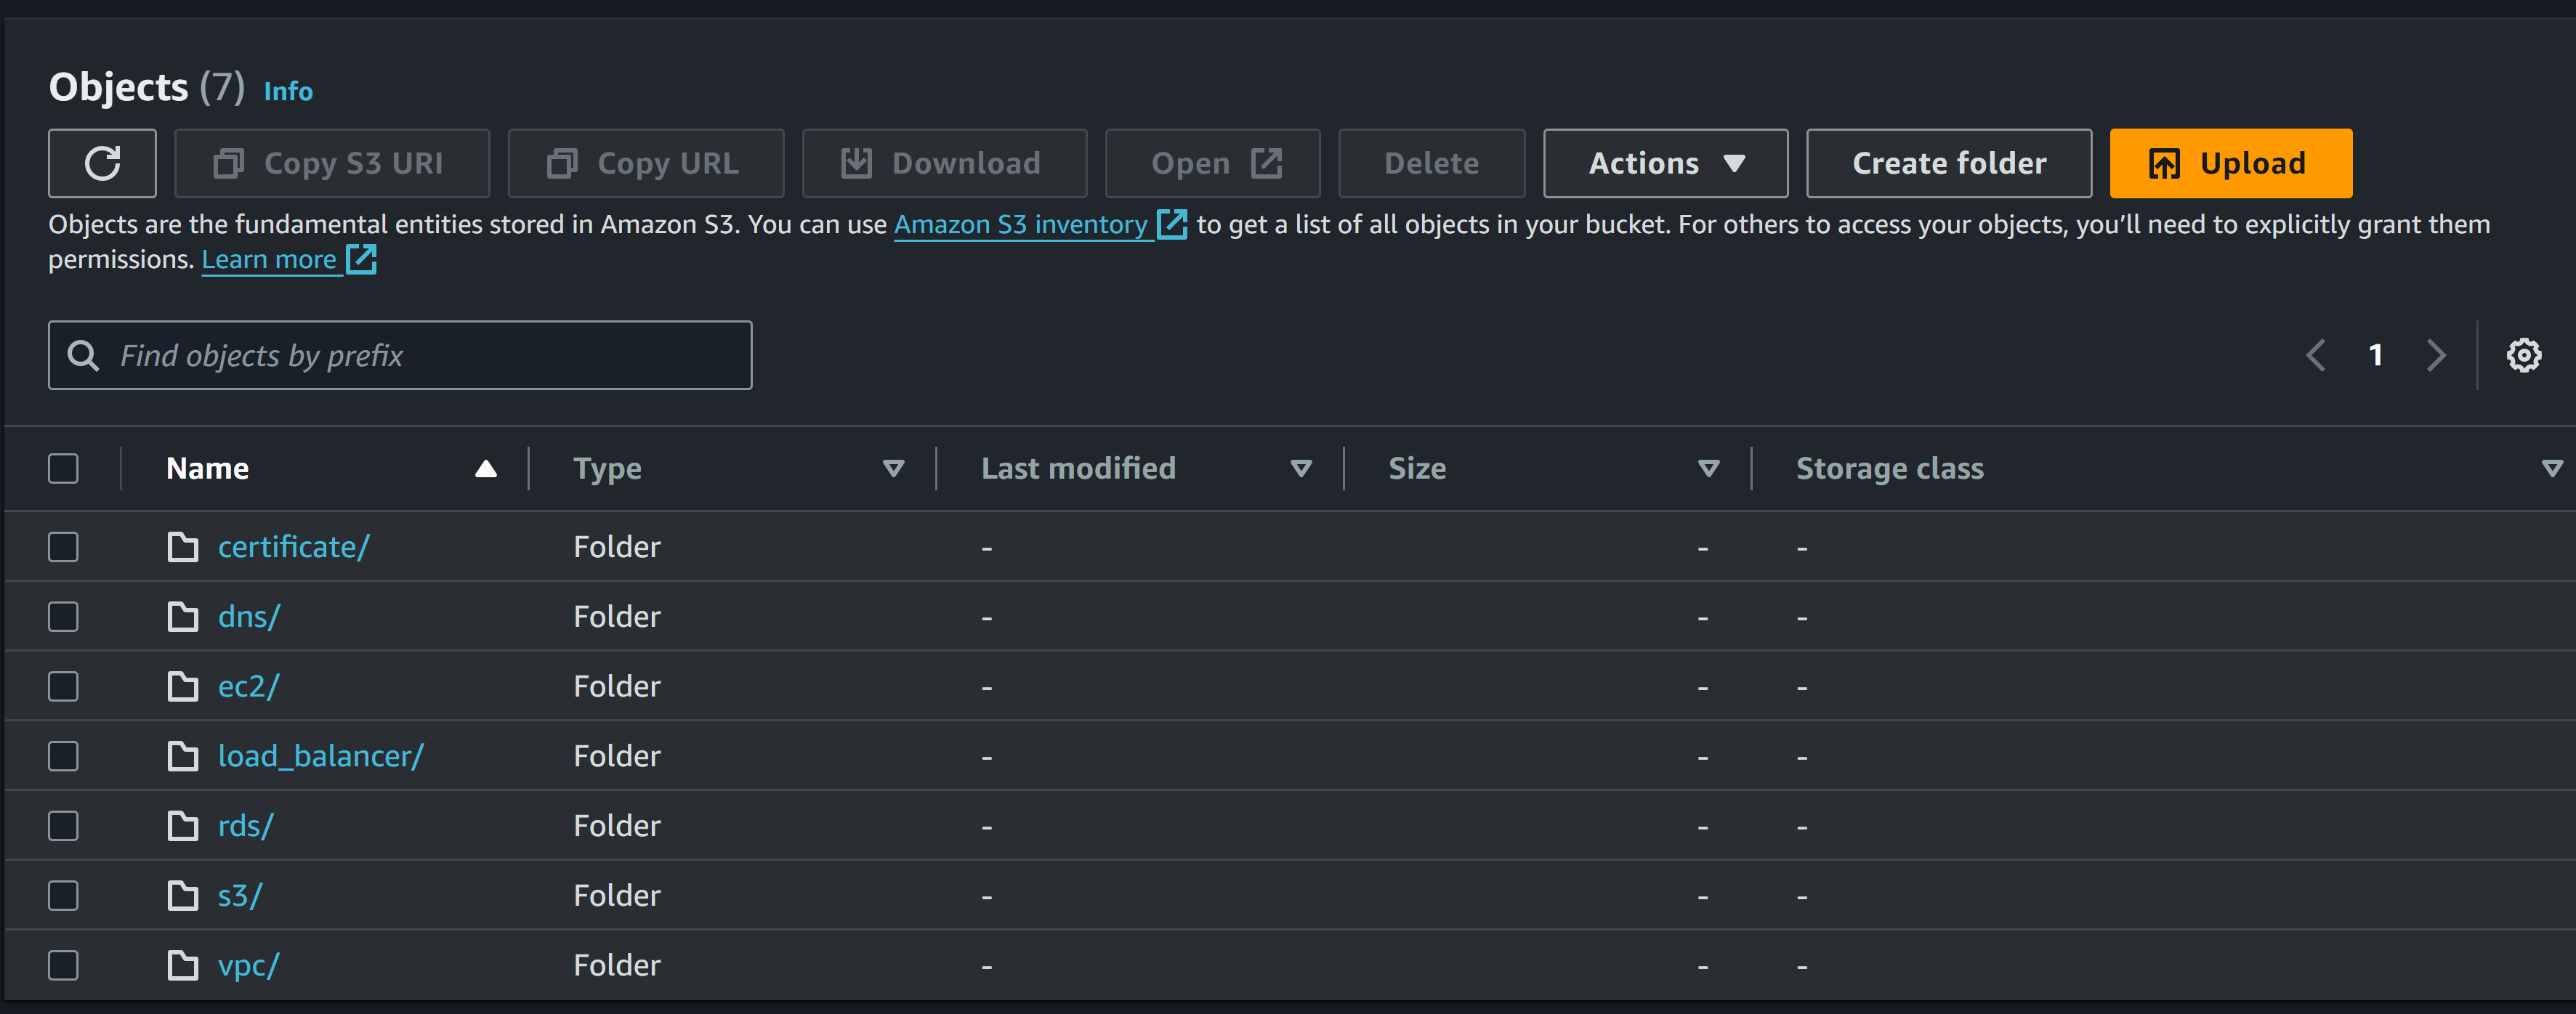 Objects (7) Info
Copy S3 URI Copy URL Download Open Delete Actions Create folder Upload
Objects are the fundamental entities stored in Amazon S3. You can use Amazon S3 inventory to get a list of all objects in your bucket. For others to access your objects, you’ll need to explicitly grant them
permissions. Learn more
Find objects by prefix 1
Name Type Last modified Size Storage class
certificate/ Folder - - -
dns/ Folder - - -
ec2/ Folder - - -
load_balancer/ Folder - - -
rds/ Folder - - -
s3/ Folder - - -
vpc/ Folder - - -